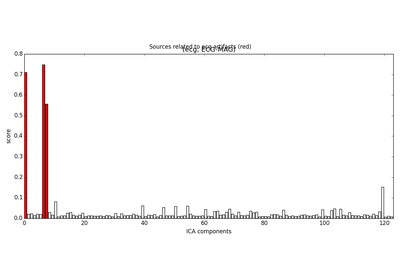 Sources related to ecg artifacts (red)
(ecg, ECG-MAG)
0.8
0.7
0.6
0.5
0.4
0.3
0.2
0.1
0.0
score
0 20 40 60 80 100 120
ICA components